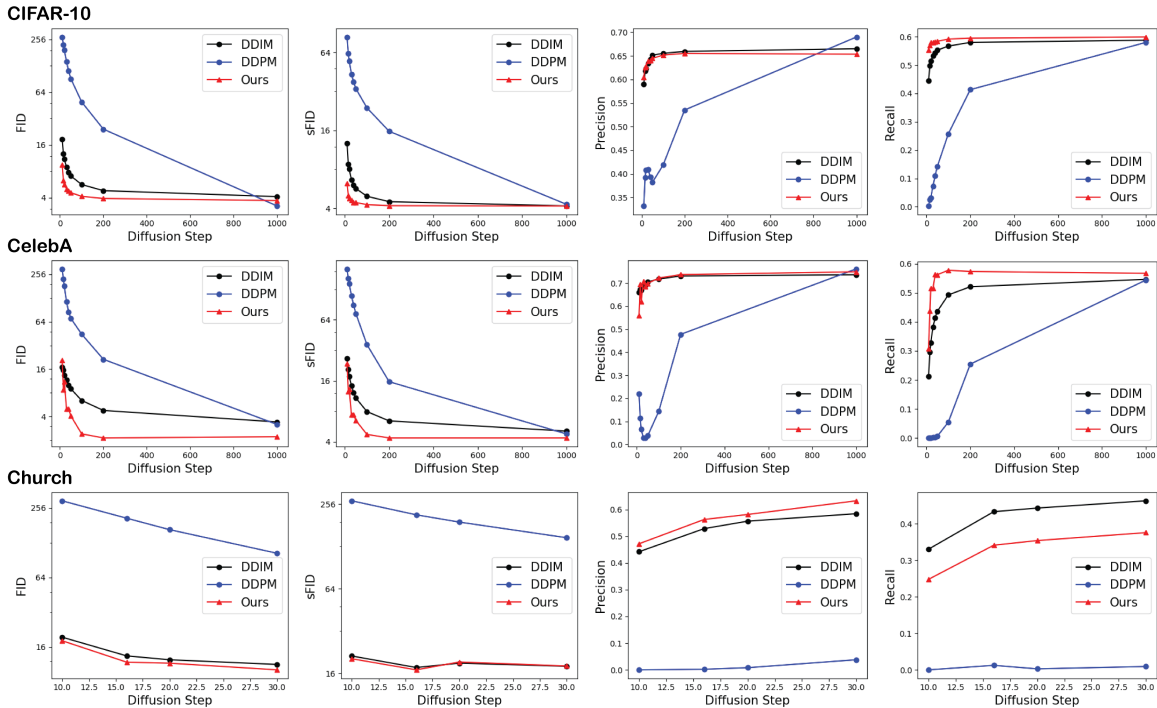 CIFAR-10
FID
256
64
16
4
0 200 400 600 800 1000
Diffusion Step
DDIM
DDPM
Ours
sFID
64
16
4
0 200 400 600 800 1000
Diffusion Step
DDIM
DDPM
Ours
Precision
0.70
0.65
0.60
0.55
0.50
0.45
0.40
0.35
0 200 400 600 800 1000
Diffusion Step
DDIM
DDPM
Ours
Recall
0.6
0.5
0.4
0.3
0.2
0.1
0.0
0 200 400 600 800 1000
Diffusion Step
DDIM
DDPM
Ours
CelebA
FID
256
64
16
4
0 200 400 600 800 1000
Diffusion Step
DDIM
DDPM
Ours
sFID
64
16
4
0 200 400 600 800 1000
Diffusion Step
DDIM
DDPM
Ours
Precision
0.7
0.6
0.5
0.4
0.3
0.2
0.1
0.0
0 200 400 600 800 1000
Diffusion Step
DDIM
DDPM
Ours
Recall
0.6
0.5
0.4
0.3
0.2
0.1
0.0
0 200 400 600 800 1000
Diffusion Step
DDIM
DDPM
Ours
Church
FID
256
64
16
10.0 12.5 15.0 17.5 20.0 22.5 25.0 27.5 30.0
Diffusion Step
DDIM
DDPM
Ours
sFID
256
64
16
10.0 12.5 15.0 17.5 20.0 22.5 25.0 27.5 30.0
Diffusion Step
DDIM
DDPM
Ours
Precision
0.6
0.5
0.4
0.3
0.2
0.1
0.0
10.0 12.5 15.0 17.5 20.0 22.5 25.0 27.5 30.0
Diffusion Step
DDIM
DDPM
Ours
Recall
0.4
0.3
0.2
0.1
0.0
10.0 12.5 15.0 17.5 20.0 22.5 25.0 27.5 30.0
Diffusion Step
DDIM
DDPM
Ours